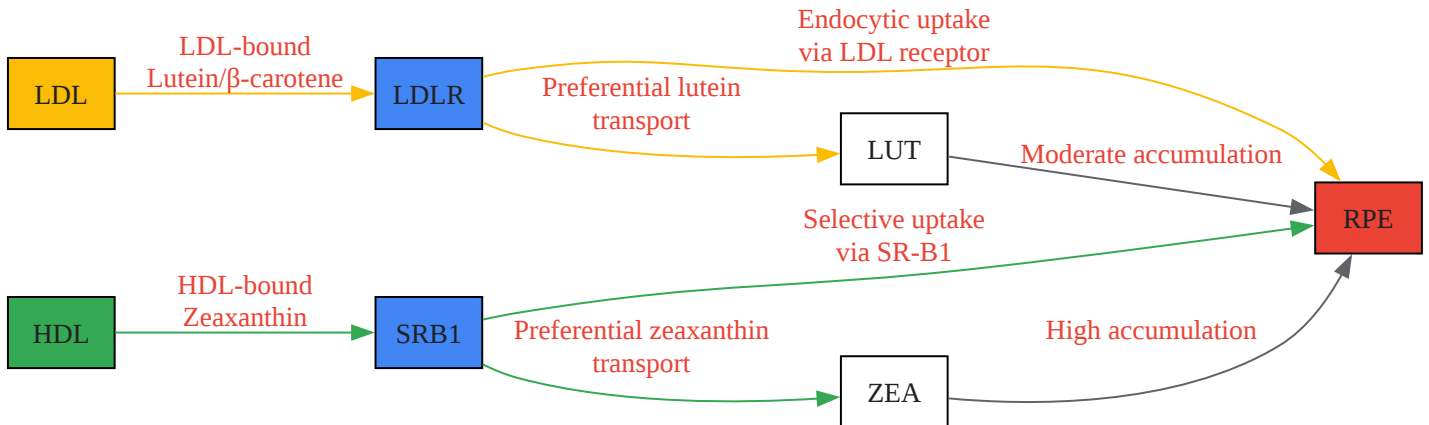 LDL
LDL-bound
Lutein/β-carotene
LDLR
Endocytic uptake
via LDL receptor
Preferential lutein
transport
LUT
Moderate accumulation
RPE
Selective uptake
via SR-B1
HDL
HDL-bound
Zeaxanthin
SRB1
Preferential zeaxanthin
transport
ZEA
High accumulation